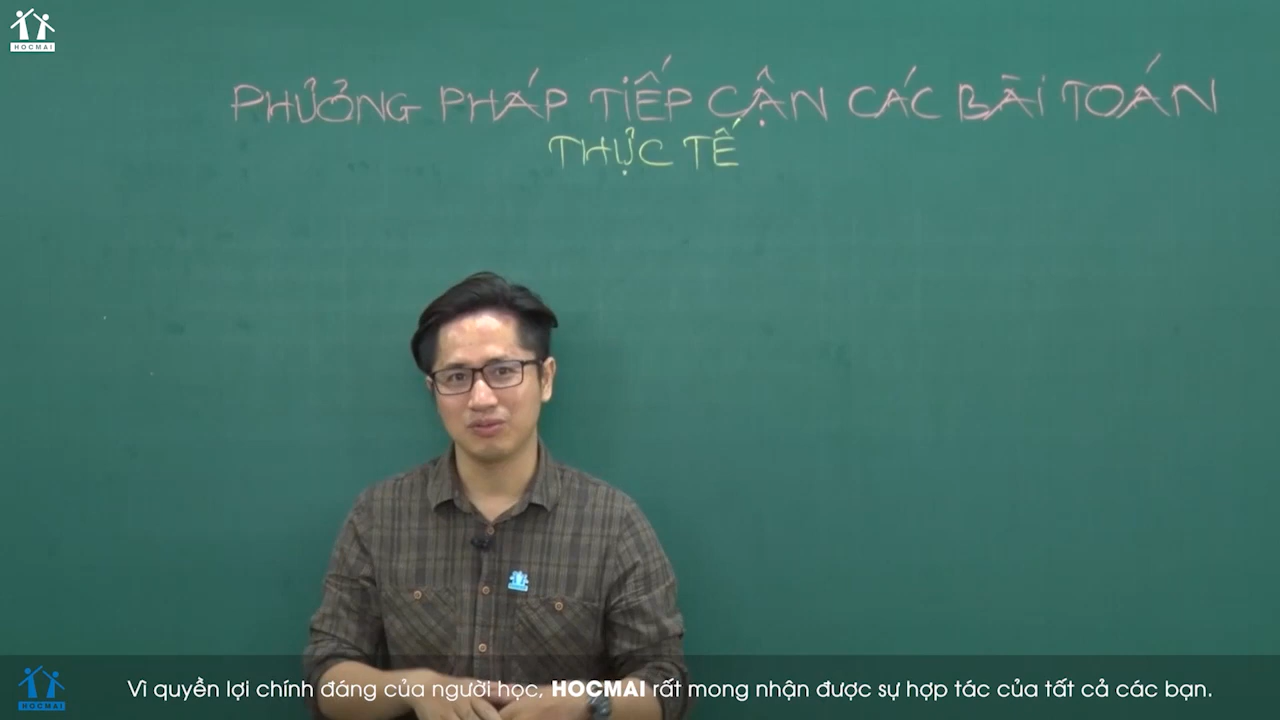 HOCMAI
PHƯƠNG PHÁP TIẾP CẬN CÁC BÀI TOÁN
THỰC TẾ
HOCMAI
Vì quyền lợi chính đáng của người học, HOCMAI rất mong nhận được sự hợp tác của tất cả các bạn.